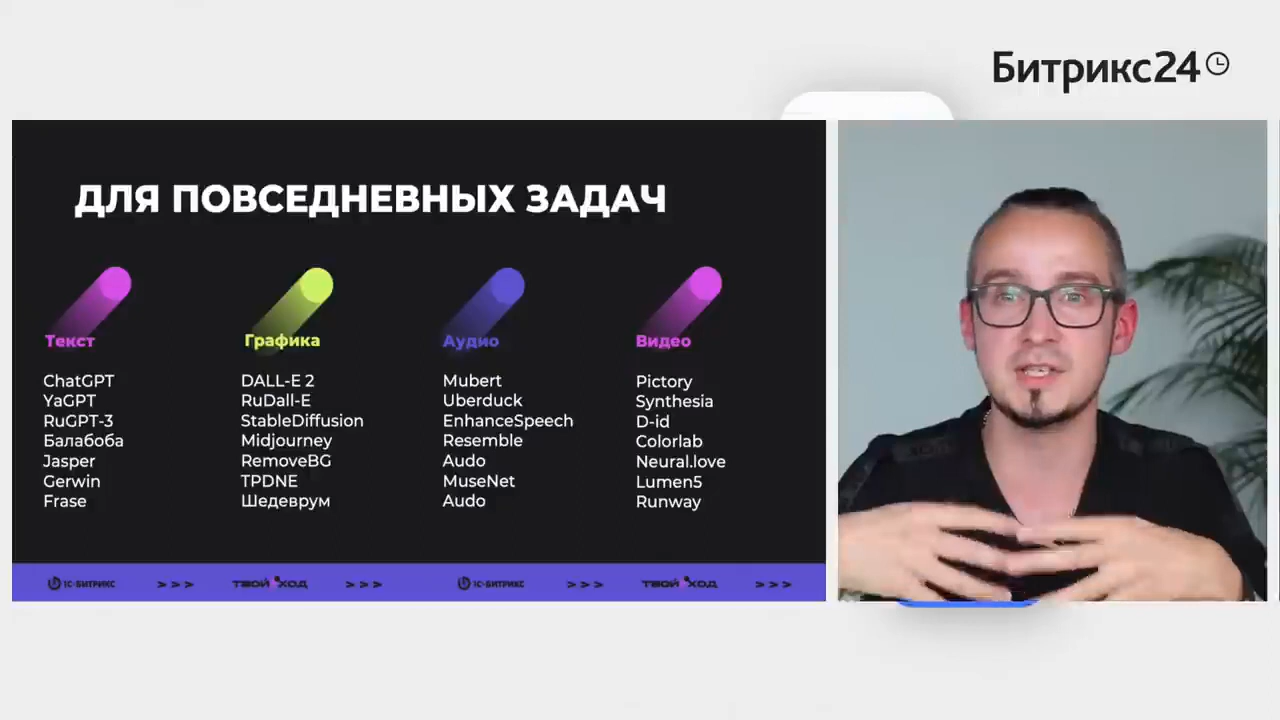 Битрикс24
ДЛЯ ПОВСЕДНЕВНЫХ ЗАДАЧ
Текст
ChatGPT
YaGPT
RuGPT-3
Балабоба
Jasper
Gerwin
Frase
Графика
DALL-E 2
RuDall-E
StableDiffusion
Midjourney
RemoveBG
TPDNE
Шедеврум
Аудио
Mubert
Uberduck
EnhanceSpeech
Resemble
Audo
MuseNet
Audo
Видео
Pictory
Synthesia
D-id
Colorlab
Neural.love
Lumen5
Runway
1С-БИТРИКС > > > ТВОЙ ХОД > > > 1С-БИТРИКС > > > ТВОЙ ХОД > > >